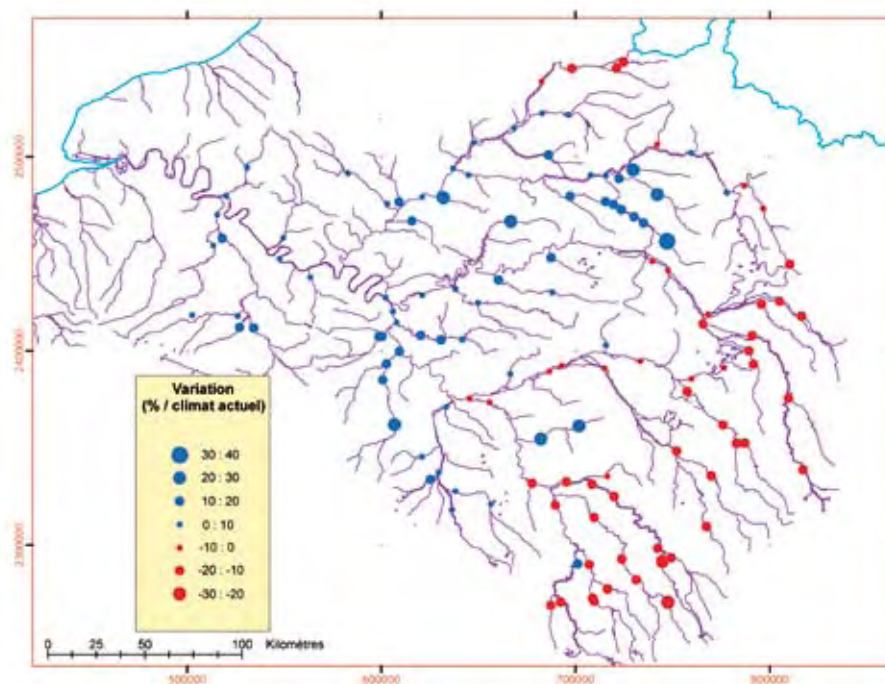 2500000
2400000
2300000
Variation
(% / climat actuel)
30 : 40
20 : 30
10 : 20
0 : 10
-10 : 0
-20 : -10
-30 : -20
0 25 50 100 Kilomètres
500000 600000 700000 800000